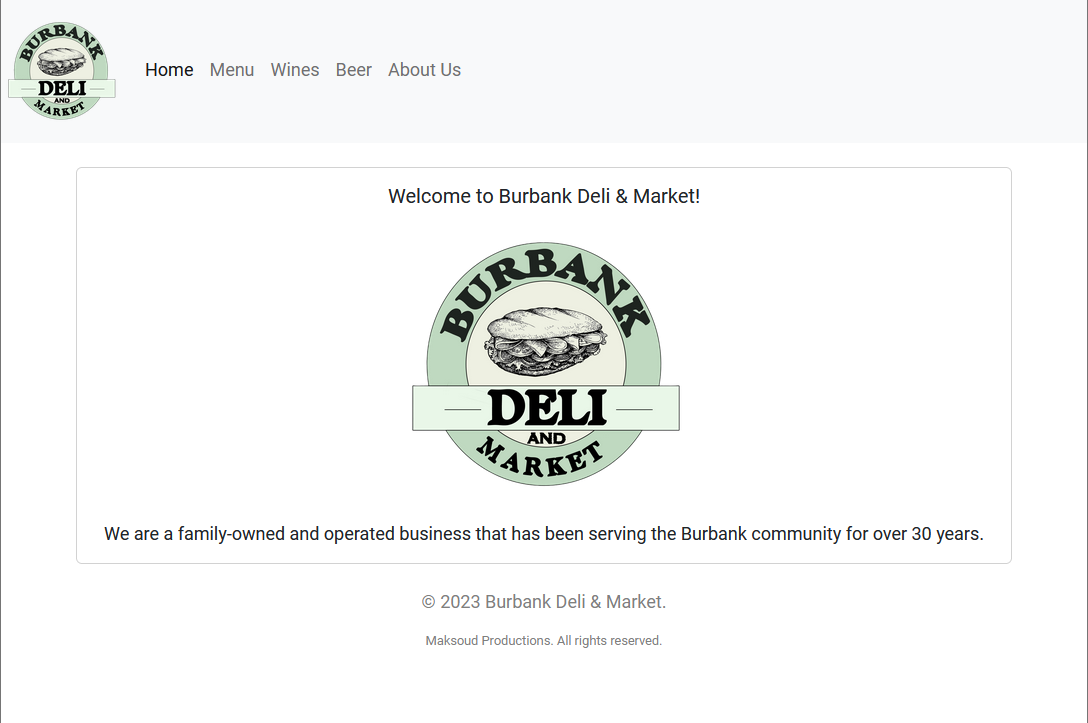 BURBANK
DELI
AND
MARKET
Home Menu Wines Beer About Us
Welcome to Burbank Deli & Market!
BURBANK
DELI
AND
MARKET
We are a family-owned and operated business that has been serving the Burbank community for over 30 years.
© 2023 Burbank Deli & Market.
Maksoud Productions. All rights reserved.